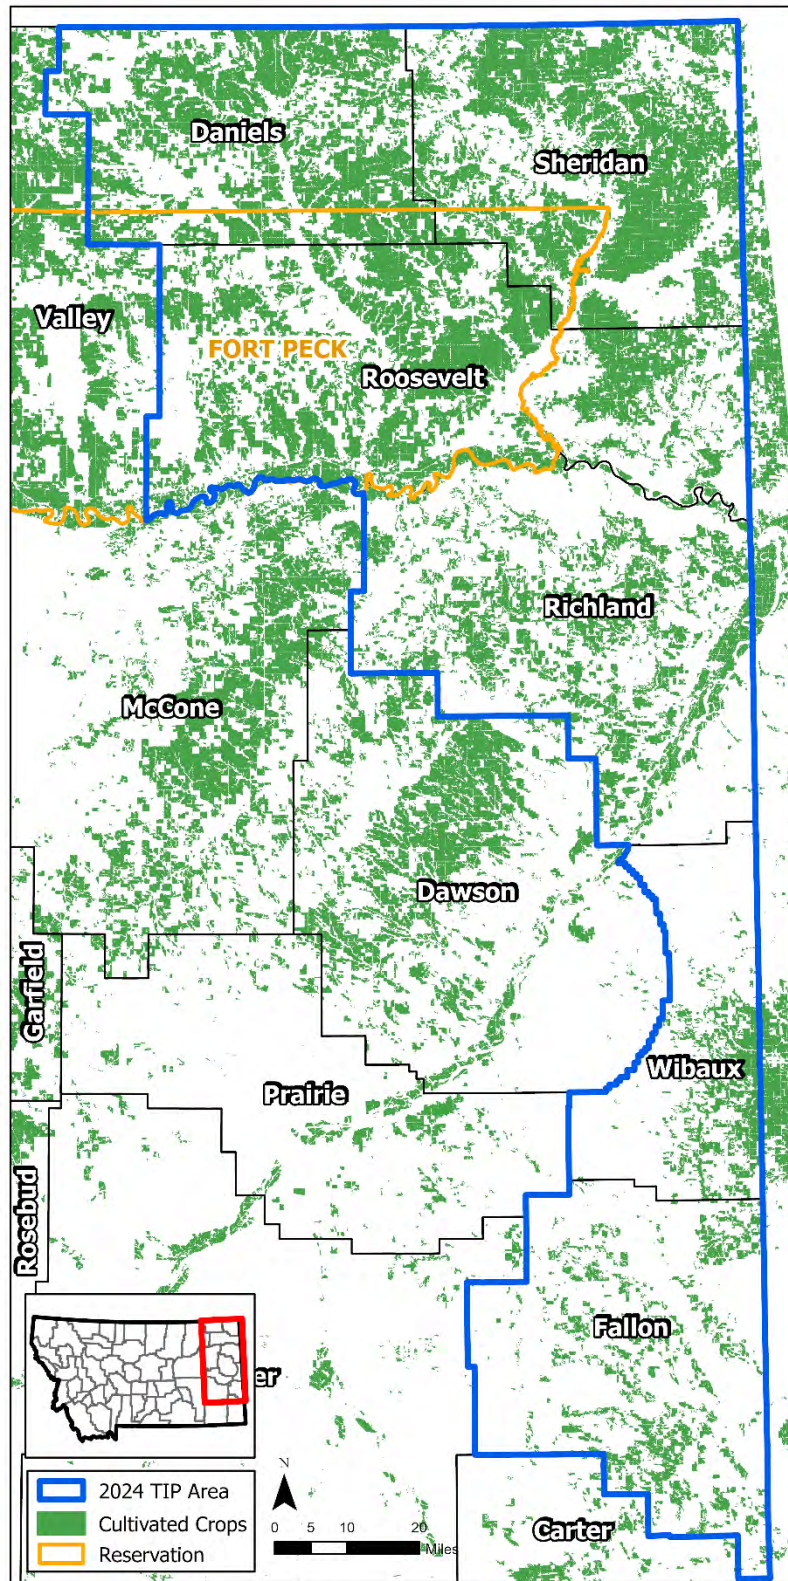 Daniels
Sheridan
Valley
FORT PECK
Roosevelt
Richland
McCone
Dawson
Garfield
Wibaux
Prairie
Rosebud
Fallon
er
N
2024 TIP Area
Cultivated Crops
Reservation
0 5 10 20
Miles
Carter